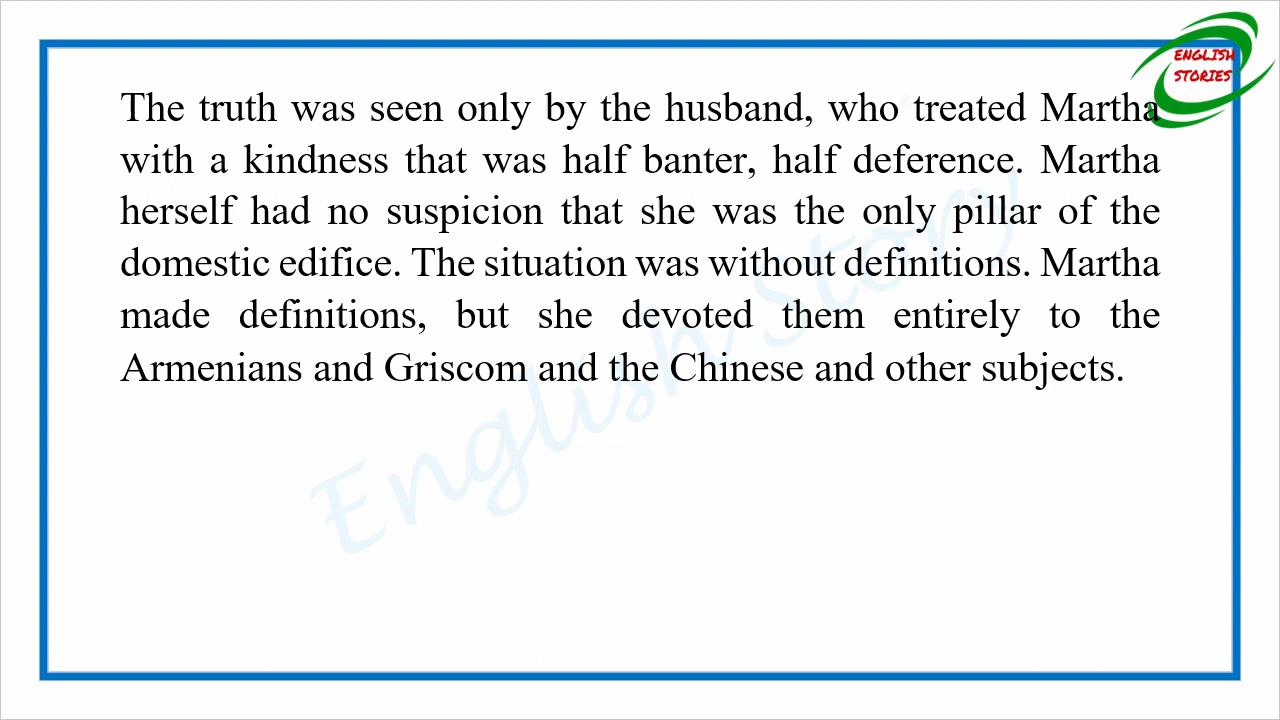 ENGLISH
STORIES
The truth was seen only by the husband, who treated Martha
with a kindness that was half banter, half deference. Martha
herself had no suspicion that she was the only pillar of the
domestic edifice. The situation was without definitions. Martha
made definitions, but she devoted them entirely to the
Armenians and Griscom and the Chinese and other subjects.
English Story